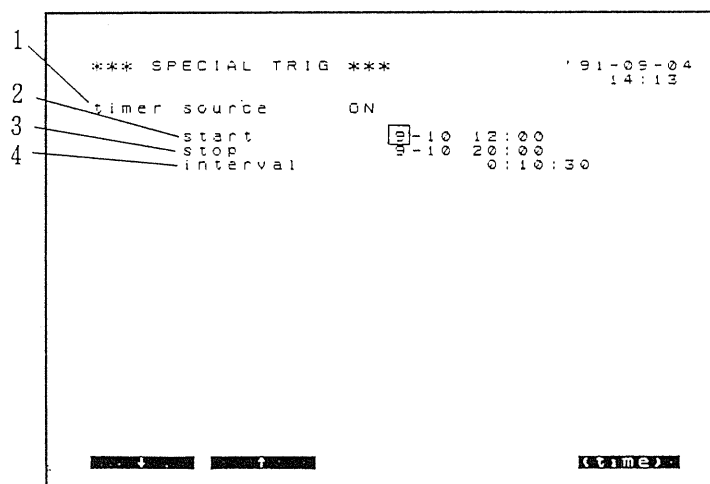 1
*** SPECIAL TRIG *** '91-09-04
14:13
2
timer source ON
3
start 9-10 12:00
4
stop 9-10 20:00
interval 0:10:30
↓ ↑ (time)